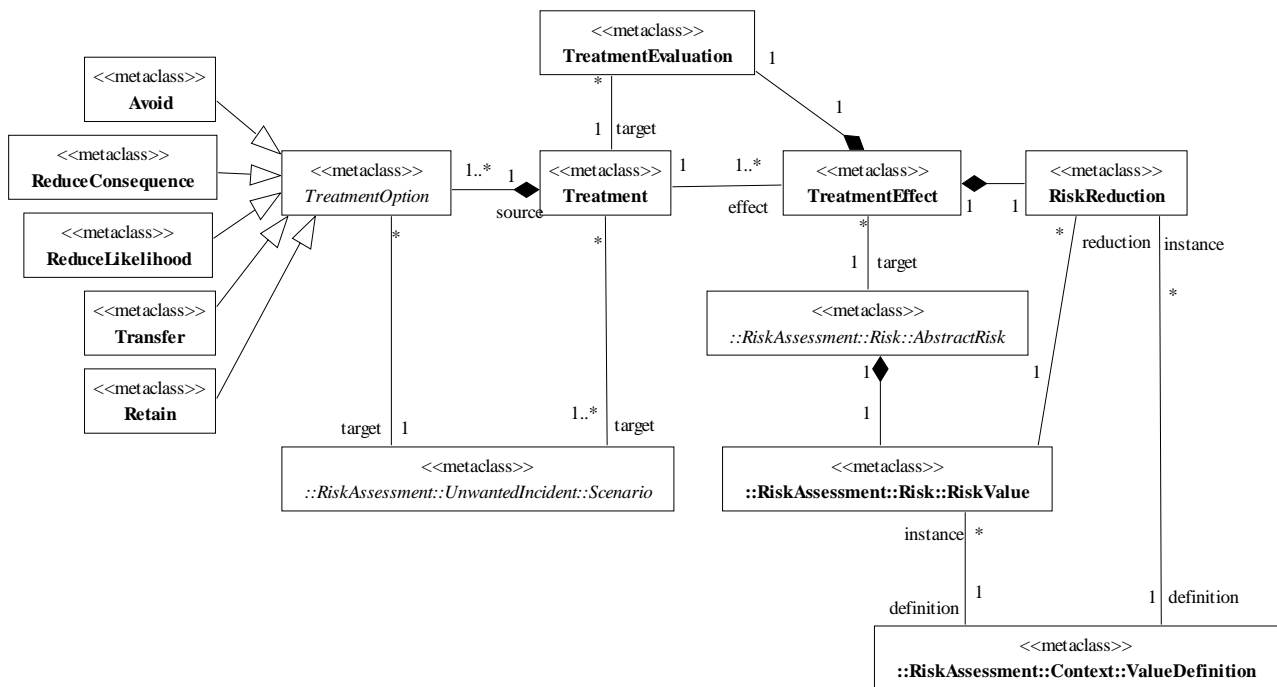 <<metaclass>>
TreatmentEvaluation
<<metaclass>>
Avoid
<<metaclass>>
ReduceConsequence
<<metaclass>>
ReduceLikelihood
<<metaclass>>
Transfer
<<metaclass>>
Retain
<<metaclass>>
TreatmentOption
1..*
1
source
*
1 target
<<metaclass>>
Treatment
1
1..*
effect
1
1
<<metaclass>>
TreatmentEffect
1
1
<<metaclass>>
RiskReduction
*
reduction
instance
*
*
1 target
<<metaclass>>
::RiskAssessment::Risk::AbstractRisk
1
1
1
*
target 1
*
1..*
target
<<metaclass>>
::RiskAssessment::UnwantedIncident::Scenario
<<metaclass>>
::RiskAssessment::Risk::RiskValue
instance *
1
definition
1 definition
<<metaclass>>
::RiskAssessment::Context::ValueDefinition